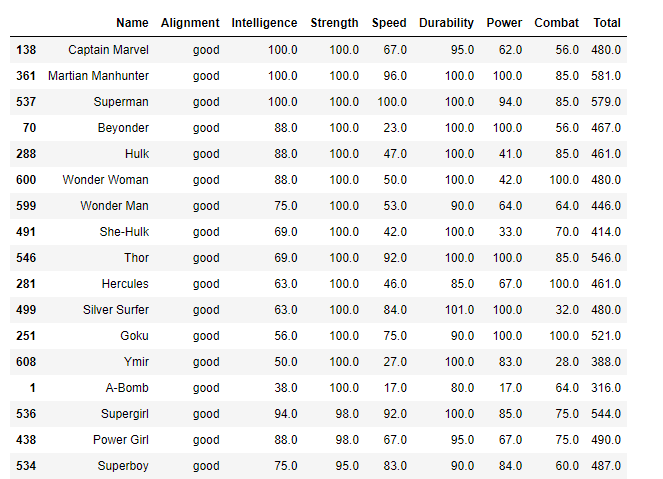 Name Alignment Intelligence Strength Speed Durability Power Combat Total
138 Captain Marvel good 100.0 100.0 67.0 95.0 62.0 56.0 480.0
361 Martian Manhunter good 100.0 100.0 96.0 100.0 100.0 85.0 581.0
537 Superman good 100.0 100.0 100.0 100.0 94.0 85.0 579.0
70 Beyonder good 88.0 100.0 23.0 100.0 100.0 56.0 467.0
288 Hulk good 88.0 100.0 47.0 100.0 41.0 85.0 461.0
600 Wonder Woman good 88.0 100.0 50.0 100.0 42.0 100.0 480.0
599 Wonder Man good 75.0 100.0 53.0 90.0 64.0 64.0 446.0
491 She-Hulk good 69.0 100.0 42.0 100.0 33.0 70.0 414.0
546 Thor good 69.0 100.0 92.0 100.0 100.0 85.0 546.0
281 Hercules good 63.0 100.0 46.0 85.0 67.0 100.0 461.0
499 Silver Surfer good 63.0 100.0 84.0 101.0 100.0 32.0 480.0
251 Goku good 56.0 100.0 75.0 90.0 100.0 100.0 521.0
608 Ymir good 50.0 100.0 27.0 100.0 83.0 28.0 388.0
1 A-Bomb good 38.0 100.0 17.0 80.0 17.0 64.0 316.0
536 Supergirl good 94.0 98.0 92.0 100.0 85.0 75.0 544.0
438 Power Girl good 88.0 98.0 67.0 95.0 67.0 75.0 490.0
534 Superboy good 75.0 95.0 83.0 90.0 84.0 60.0 487.0